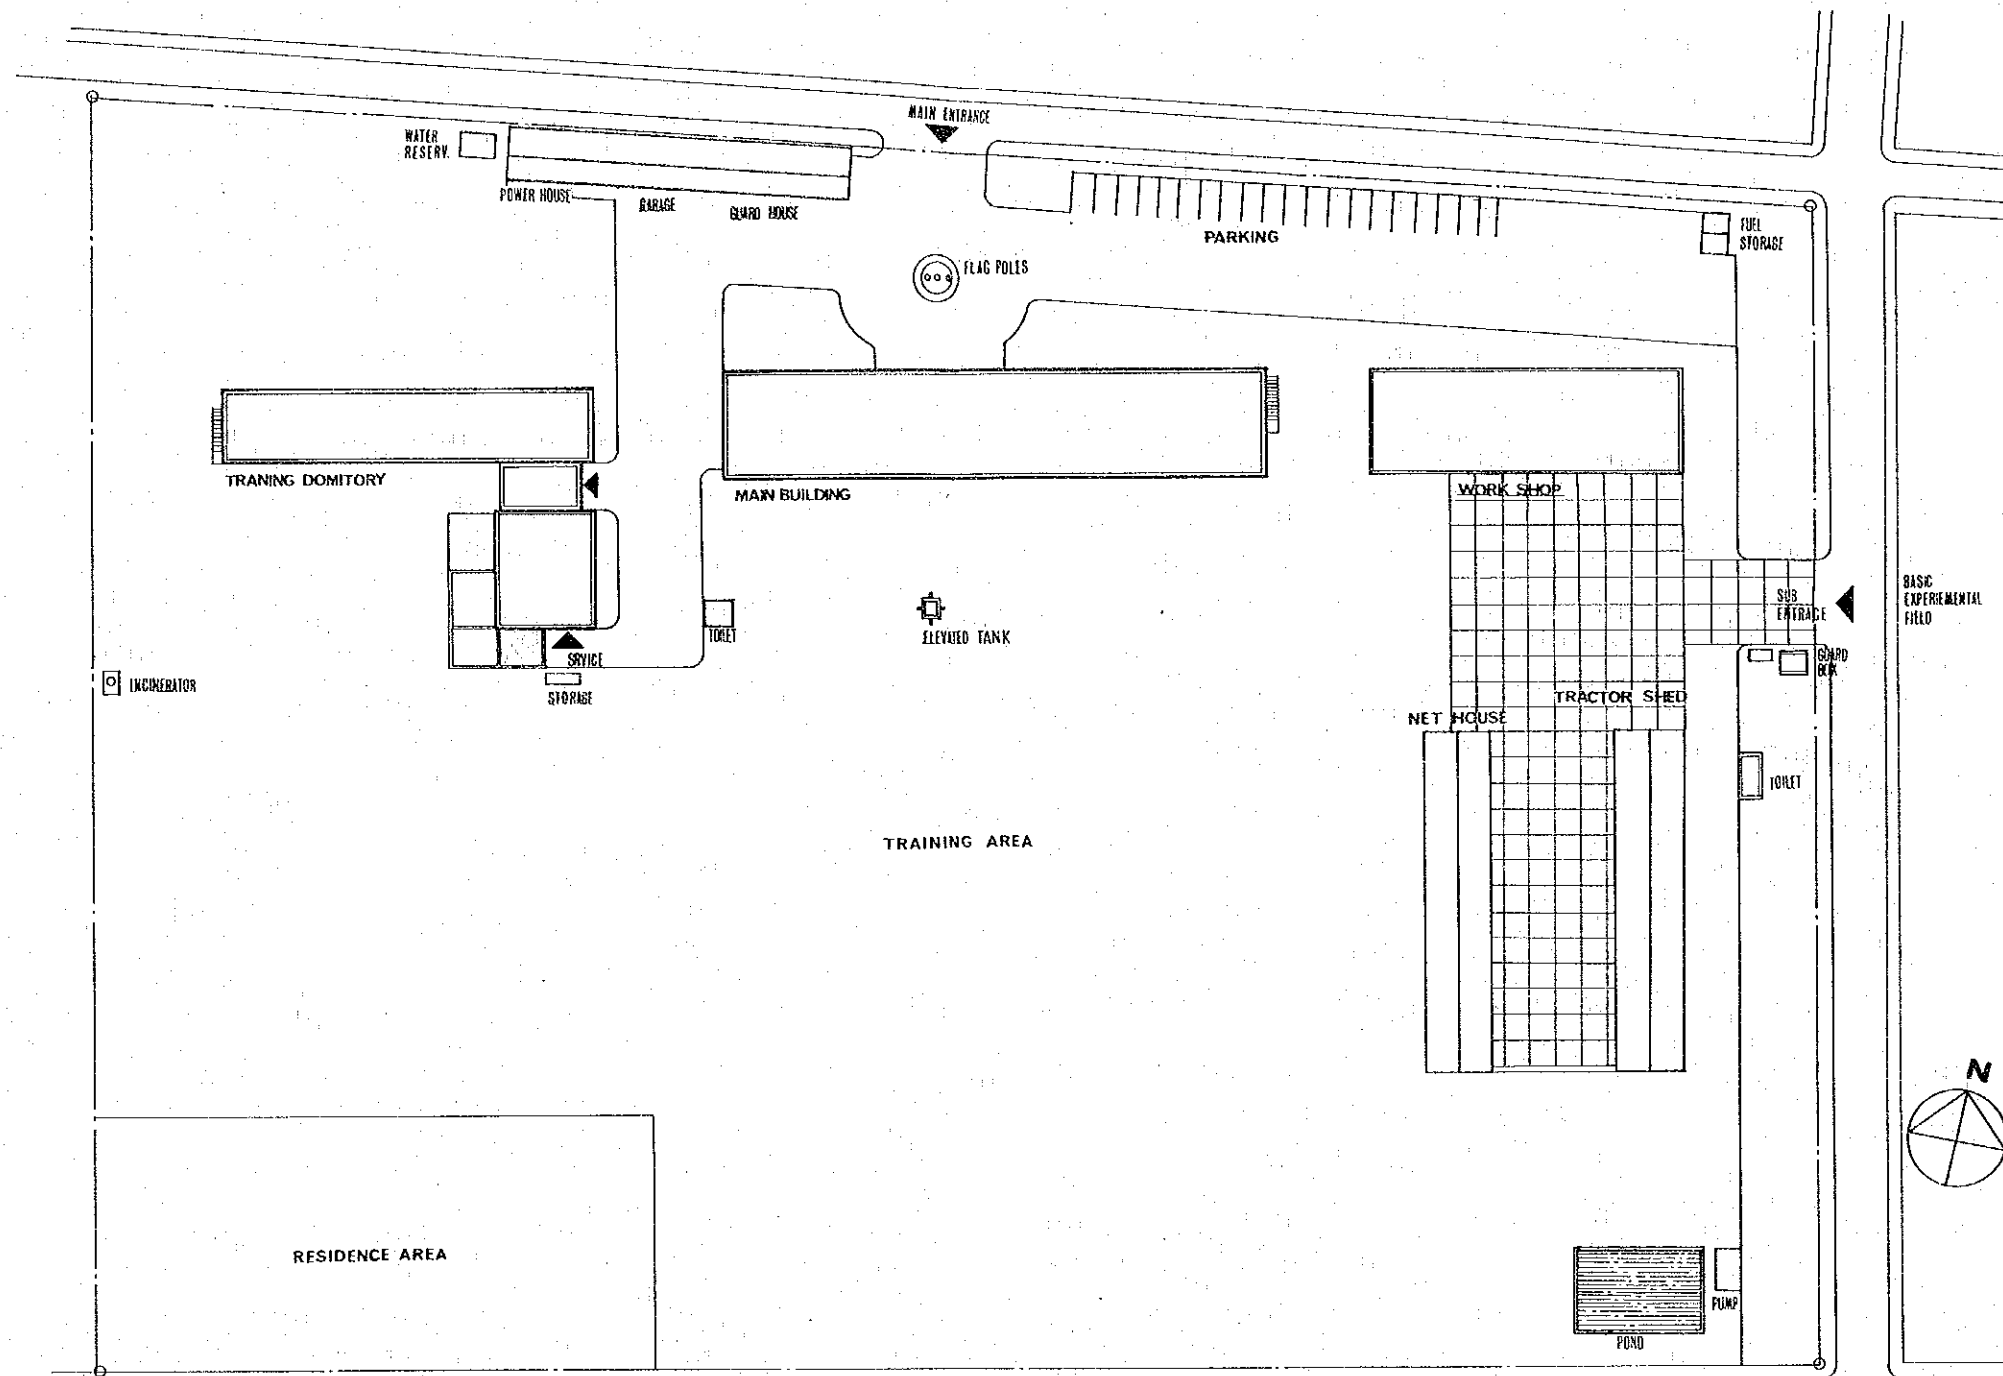 MAIN ENTRANCE
WATER
RESERV.
POWER HOUSE
GARAGE
GUARD HOUSE
PARKING
FUEL
STORAGE
FLAG POLES
TRANING DOMITORY
MAIN BUILDING
WORK SHOP
SUB
ENTRACE
BASIC
EXPERIEMENTAL
FIELD
TOILET
ELEVATED TANK
SRVICE
STORAGE
INCINERATOR
GUARD
BOX
TRACTOR SHED
NET HOUSE
TOILET
TRAINING AREA
N
RESIDENCE AREA
PUMP
POND